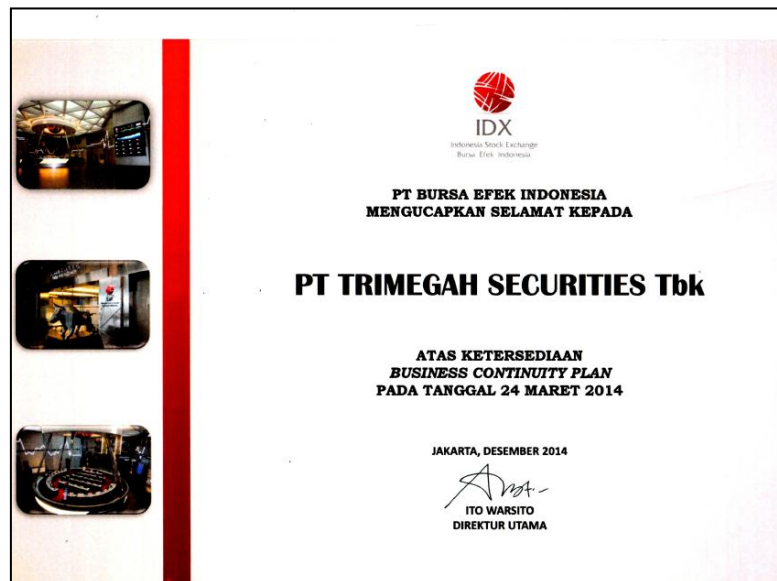 IDX
Indonesia Stock Exchange
Bursa Efek Indonesia
PT BURSA EFEK INDONESIA
MENGUCAPKAN SELAMAT KEPADA
PT TRIMEGAH SECURITIES Tbk
ATAS KETERSEDIAAN
BUSINESS CONTINUITY PLAN
PADA TANGGAL 24 MARET 2014
JAKARTA, DESEMBER 2014
ITO WARSITO
DIREKTUR UTAMA